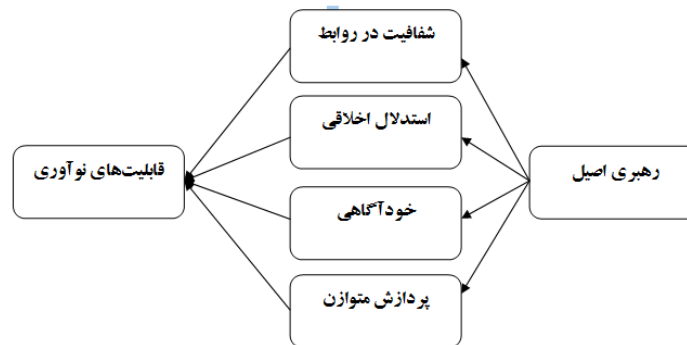 شفافیت در روابط
استدلال اخلاقی
رهبری اصیل
قابلیت‌های نوآوری
خودآگاهی
پردازش متوازن